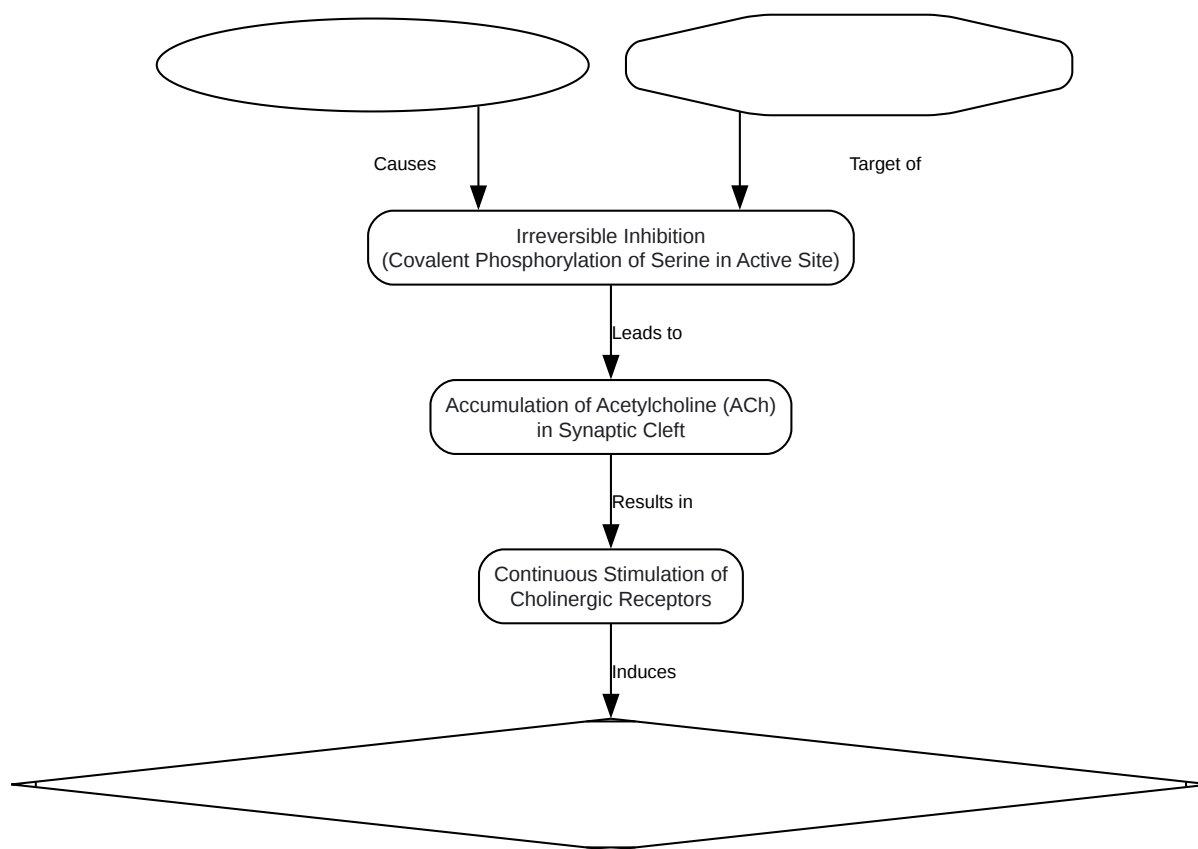 Causes
Target of
Irreversible Inhibition
(Covalent Phosphorylation of Serine in Active Site)
Leads to
Accumulation of Acetylcholine (ACh)
in Synaptic Cleft
Results in
Continuous Stimulation of
Cholinergic Receptors
Induces